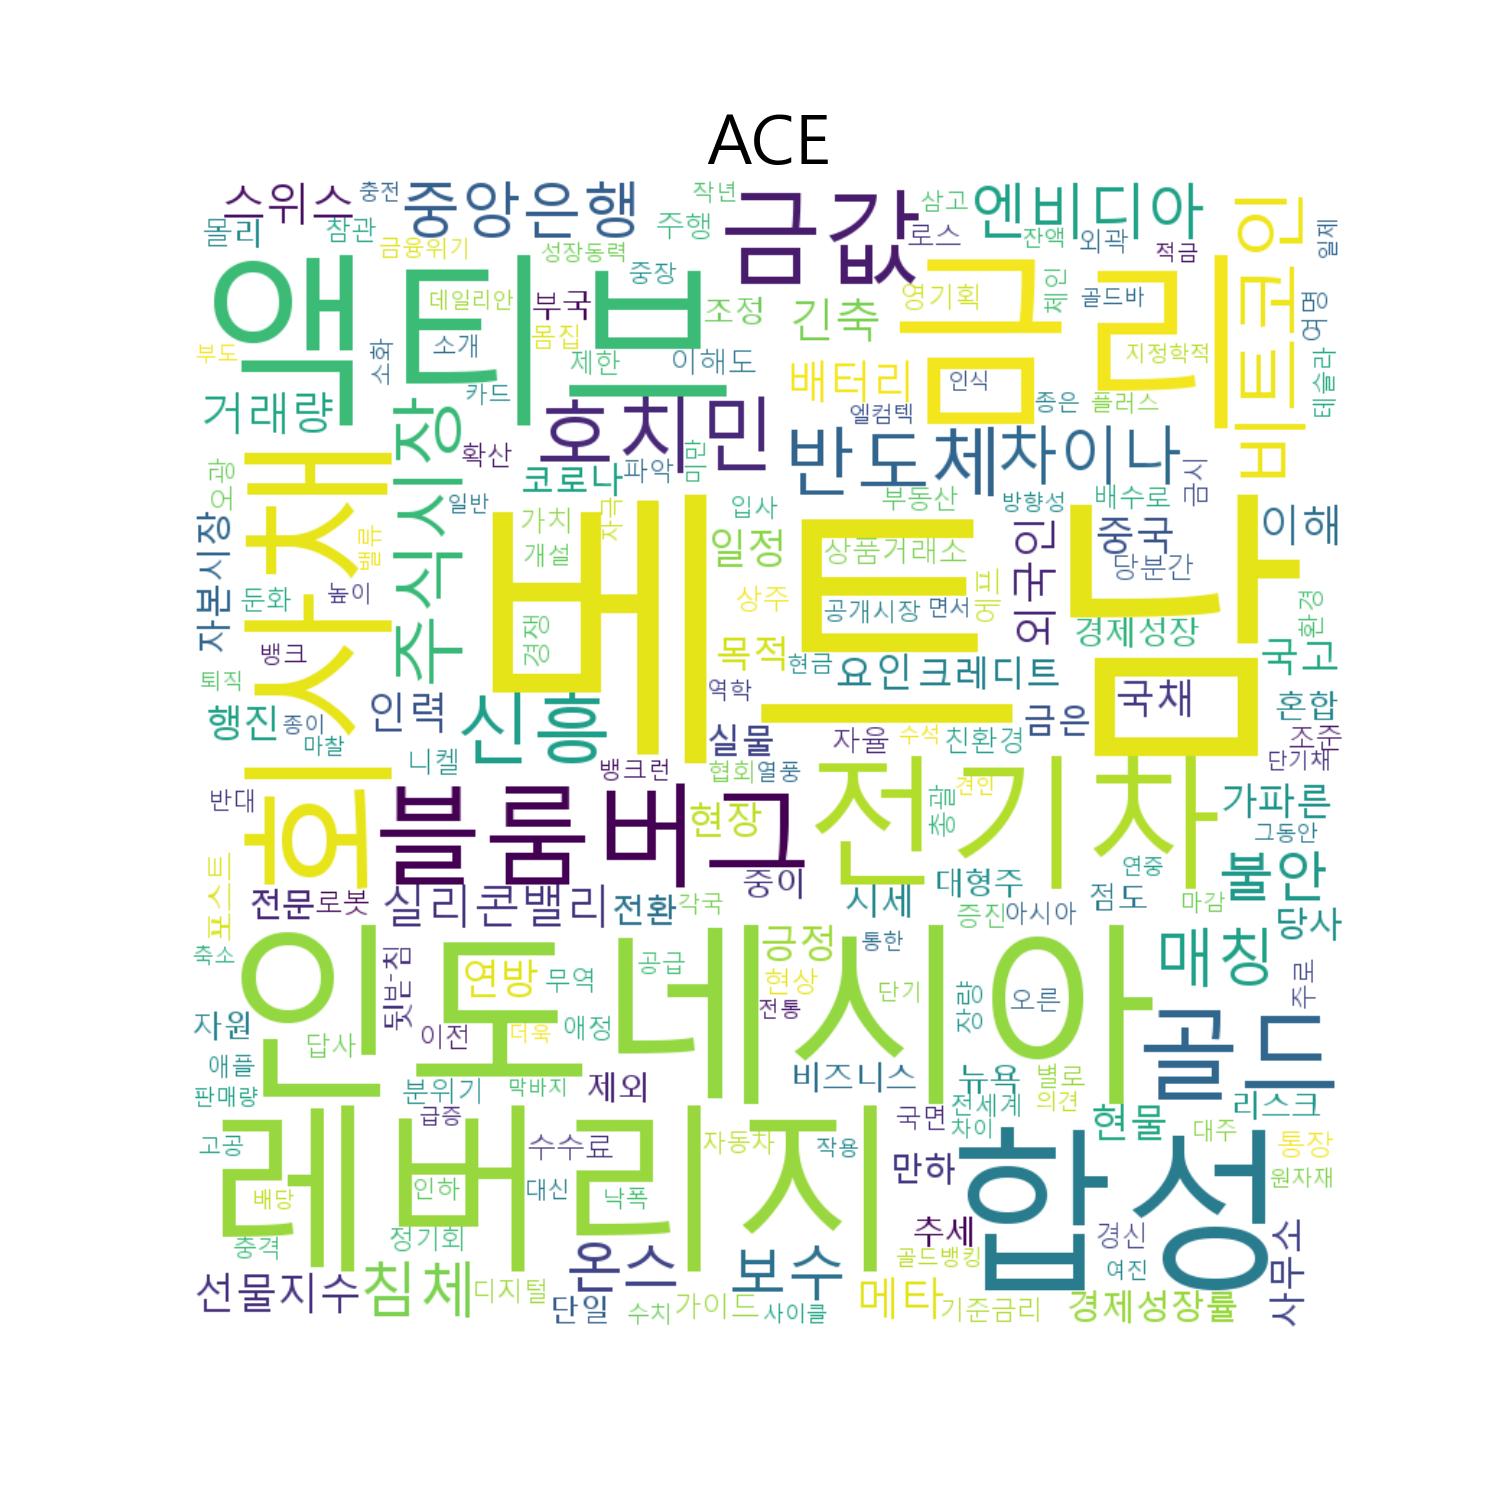 ACE
스위스
충전
중앙은행
작년
금값
삼고
엔비디아
비트코인
일제
몰리
참관
금융위기
주행
로스
잔액
외곽
적금
성장동력
중장
액티브
금리
데일리안
부국
조정
긴축
영기획
체인
골드바
여명
부도
소화
소개
몸집
제한
이해도
배터리
인식
지정학적
테슬라
거래량
카드
호치민
엘컴텍
좋은
플러스
오광
주식시장
확산
코로나
파악
미만
반도체
차이나
금시
회사채
일반
가치
자국
입사
부동산
방향성
배수로
자본시장
밸류
개설
베트남
일정
상품거래소
외국인
중국
이해
둔화
높이
상주
공개시장
면서
에프
당분간
환경
뱅크
경쟁
목적
현금
요인
크레디트
경제성장
국고
퇴직
역학
국채
행진
종이
인력
신흥
실물
자율
수석
친환경
금은
혼합
마찰
니켈
뱅크런
협회
열풍
조준
단기채
반대
블룸버그
현장
전기차
총괄
견인
가파른
그동안
포스트
중이
연중
불안
전문
로봇
실리콘밸리
전환
각국
시세
대형주
증진
아시아
점도
마감
당사
축소
뒷받침
연방
무역
공급
긍정
통한
매칭
주로
인도네시아
현상
전통
단기
장량
오른
자원
답사
이전
더욱
애정
골드
애플
판매량
분위기
막바지
제외
비즈니스
뉴욕
별로
의견
리스크
급증
국면
전세계
차이
현물
대주
고공
레버리지
수수료
자동차
작용
만하
합성
통장
원자재
배당
인하
대신
낙폭
충격
정기회
추세
경신
사무소
선물지수
침체
디지털
온스
보수
골드뱅킹
여진
단일
수치
가이드
사이클
메타
기준금리
경제성장률